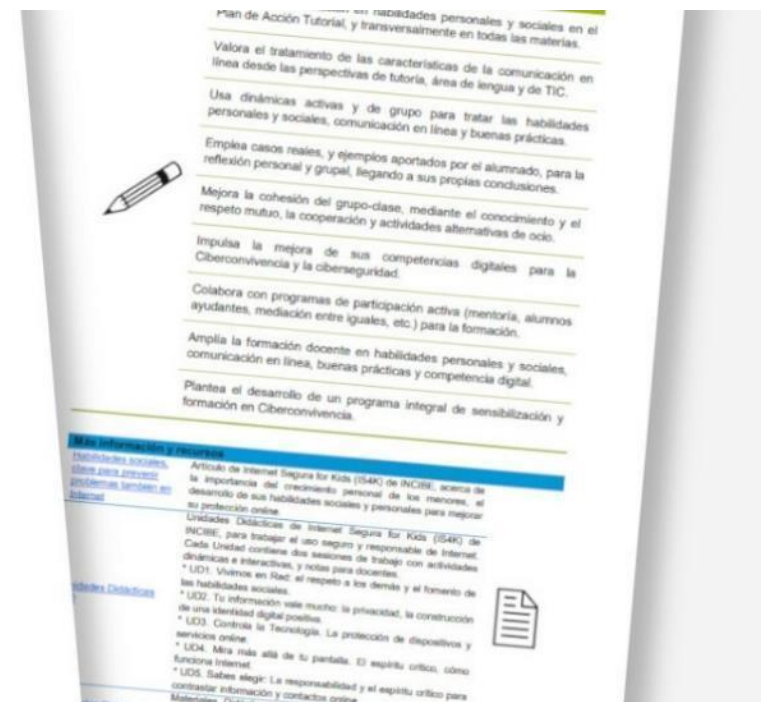 en habilidades personales y sociales en el
Plan de Acción Tutorial, y transversalmente en todas las materias.
Valora el tratamiento de las características de la comunicación en
línea desde las perspectivas de tutoría, área de lengua y de TIC.
Usa dinámicas activas y de grupo para tratar las habilidades
personales y sociales, comunicación en línea y buenas prácticas.
Emplea casos reales, y ejemplos aportados por el alumnado, para la
reflexión personal y grupal, llegando a sus propias conclusiones.
Mejora la cohesión del grupo-clase, mediante el conocimiento y el
respeto mutuo, la cooperación y actividades alternativas de ocio.
Impulsa la mejora de sus competencias digitales para la
Ciberconvivencia y la ciberseguridad.
Colabora con programas de participación activa (mentoría, alumnos
ayudantes, mediación entre iguales, etc.) para la formación.
Amplía la formación docente en habilidades personales y sociales,
comunicación en línea, buenas prácticas y competencia digital.
Plantea el desarrollo de un programa integral de sensibilización y
formación en Ciberconvivencia.
Más información y recursos
Habilidades sociales,
clave para prevenir
problemas también en
Internet
Artículo de Internet Segura for Kids (IS4K) de INCIBE, acerca de
la importancia del crecimiento personal de los menores, el
desarrollo de sus habilidades sociales y personales para mejorar
su protección online.
Unidades Didácticas
Unidades Didácticas de Internet Segura for Kids (IS4K) de
INCIBE, para trabajar el uso seguro y responsable de Internet.
Cada Unidad contiene dos sesiones de trabajo con actividades
dinámicas e interactivas, y notas para docentes.
* UD1. Vivimos en Red: el respeto a los demás y el fomento de
las habilidades sociales.
* UD2. Tu información vale mucho: la privacidad, la construcción
de una identidad digital positiva.
* UD3. Controla la Tecnología. La protección de dispositivos y
servicios online.
* UD4. Mira más allá de tu pantalla. El espíritu crítico, cómo
funciona Internet.
* UD5. Sabes elegir: La responsabilidad y el espíritu crítico para
contrastar información y contactos online.
Materiales